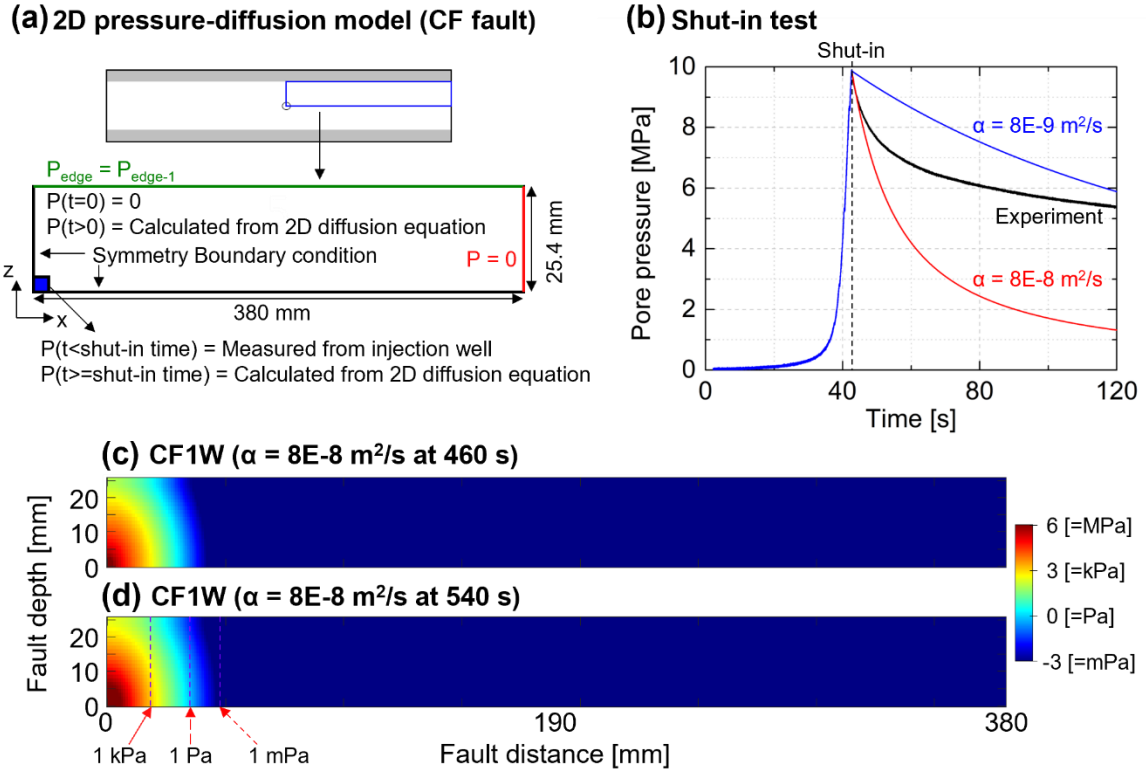 (a) 2D pressure-diffusion model (CF fault)
P_edge = P_edge-1
P(t=0) = 0
P(t>0) = Calculated from 2D diffusion equation
Symmetry Boundary condition
P = 0
25.4 mm
z
x
380 mm
P(t<shut-in time) = Measured from injection well
P(t>=shut-in time) = Calculated from 2D diffusion equation
(b) Shut-in test
Shut-in
10
8
6
4
2
0
Pore pressure [MPa]
α = 8E-9 m²/s
Experiment
α = 8E-8 m²/s
0 40 80 120
Time [s]
(c) CF1W (α = 8E-8 m²/s at 460 s)
20
10
0
(d) CF1W (α = 8E-8 m²/s at 540 s)
20
10
0
Fault depth [mm]
0 190 380
1 kPa 1 Pa 1 mPa
Fault distance [mm]
6 [=MPa]
3 [=kPa]
0 [=Pa]
-3 [=mPa]